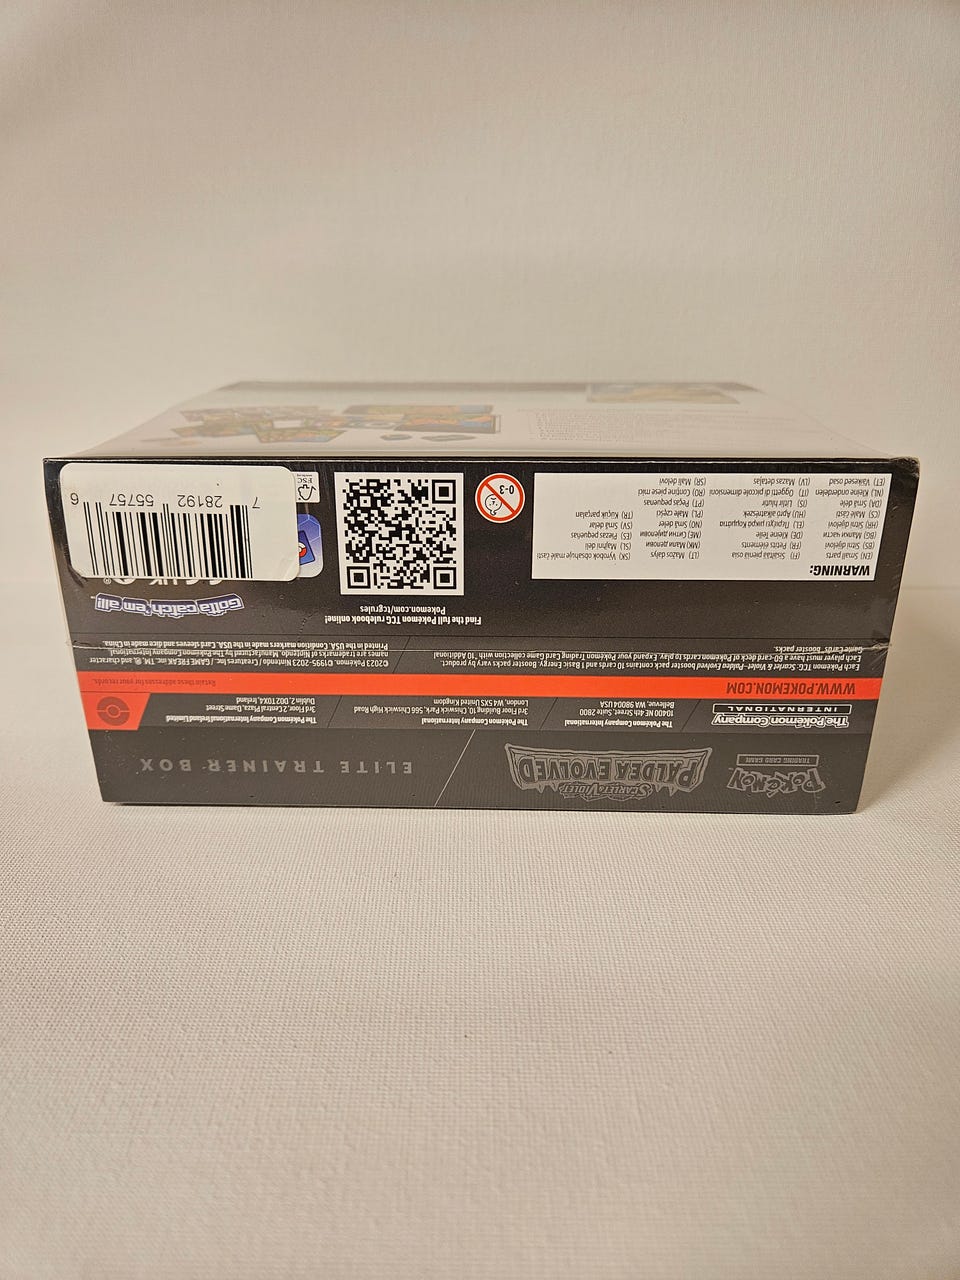 POKéMON
TRADING CARD GAME
SCARLET & VIOLET
PALDEA EVOLVED
ELITE TRAINER BOX
The Pokémon Company
INTERNATIONAL
The Pokémon Company International
10400 NE 4th Street, Suite 2800
Bellevue, WA 98004 USA
The Pokémon Company International
3rd Floor Building 10, Chiswick Park, 566 Chiswick High Road
London, W4 5XS United Kingdom
The Pokémon Company International Ireland Limited
3rd Floor, Central Plaza, Dame Street
Dublin 2, D02 T0X4, Ireland
WWW.POKEMON.COM
Retain these addresses for your records.
Each Pokémon TCG: Scarlet & Violet—Paldea Evolved booster pack contains 10 cards and 1 Basic Energy. Booster packs vary by product.
Each player must have a 60-card deck of Pokémon cards to play. Expand your Pokémon Trading Card Game collection with 10 additional
Game Cards booster packs.
©2023 Pokémon. ©1995–2023 Nintendo / Creatures Inc. / GAME FREAK inc. TM, ®, and character
names are trademarks of Nintendo. Manufactured by The Pokémon Company International.
Printed in the USA. Condition markers made in the USA. Card sleeves and dice made in China.
WARNING:
(EN) Small parts
(BS) Sitni dijelovi
(BG) Малки части
(HR) Sitni dijelovi
(CS) Malé části
(DA) Små dele
(NL) Kleine onderdelen
(ET) Väikesed osad
(FI) Sisältää pieniä osia
(FR) Petits éléments
(DE) Kleine Teile
(EL) Περιέχει μικρά κομμάτια
(HU) Apró alkatrészek
(IS) Litlir hlutir
(IT) Oggetti di piccole dimensioni
(LV) Mazas detaļas
(LT) Mažos dalys
(MK) Мали делови
(ME) Ситни дијелови
(NO) Små deler
(PL) Małe części
(PT) Peças pequenas
(RO) Conține piese mici
(SR) Mali delovi
(SK) Výrobok obsahuje malé časti
(SL) Majhni deli
(ES) Piezas pequeñas
(SV) Små delar
(TR) Küçük parçalar
0-3
Find the full Pokémon TCG rulebook online!
Pokemon.com/tcgrules
Gotta catch 'em all!
FSC
7 28192 55757 6